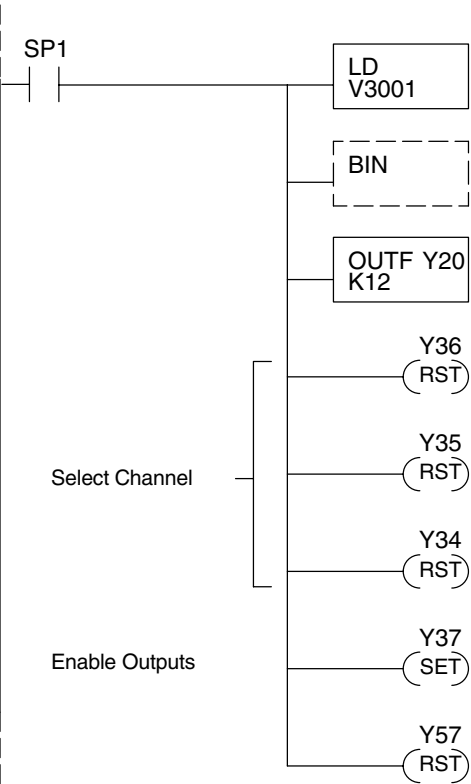 SP1
LD
V3001
BIN
OUTF Y20
K12
Y36
RST
Y35
RST
Select Channel
Y34
RST
Y37
Enable Outputs
SET
Y57
RST